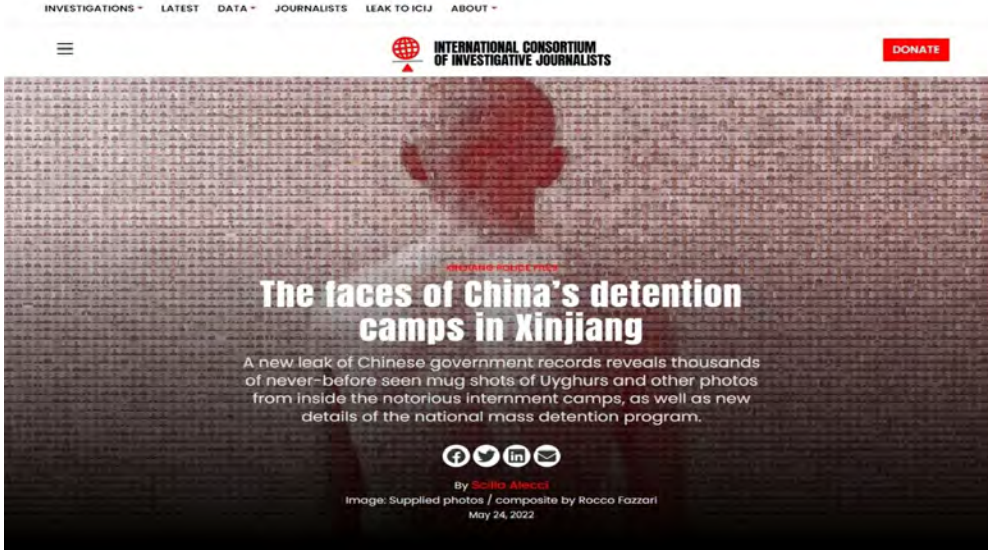 INVESTIGATIONS LATEST DATA JOURNALISTS LEAK TO ICIJ ABOUT
INTERNATIONAL CONSORTIUM
OF INVESTIGATIVE JOURNALISTS
DONATE
XINJIANG POLICE FILES
The faces of China's detention
camps in Xinjiang
A new leak of Chinese government records reveals thousands
of never-before seen mug shots of Uyghurs and other photos
from inside the notorious internment camps, as well as new
details of the national mass detention program.
By Scilla Alecci
Image: Supplied photos / composite by Rocco Fazzari
May 24, 2022